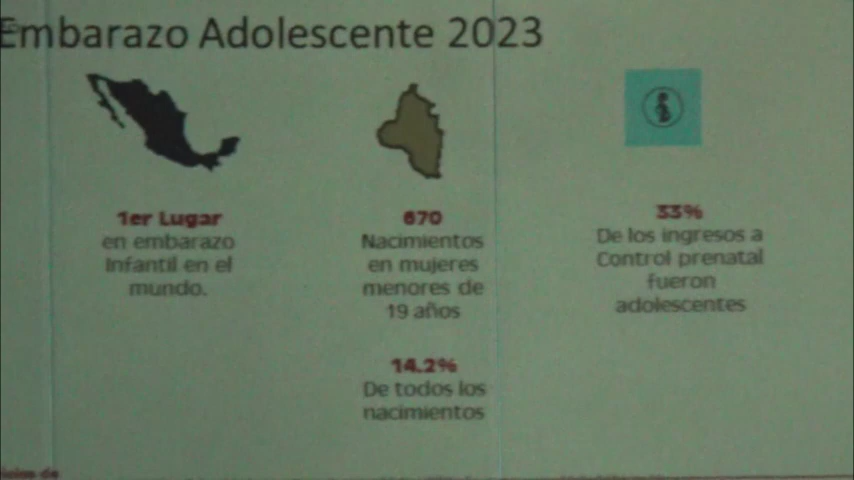 Embarazo Adolescente 2023
1er Lugar
en embarazo
Infantil en el
mundo.
670
Nacimientos
en mujeres
menores de
19 años
14.2%
De todos los
nacimientos
33%
De los ingresos a
Control prenatal
fueron
adolescentes